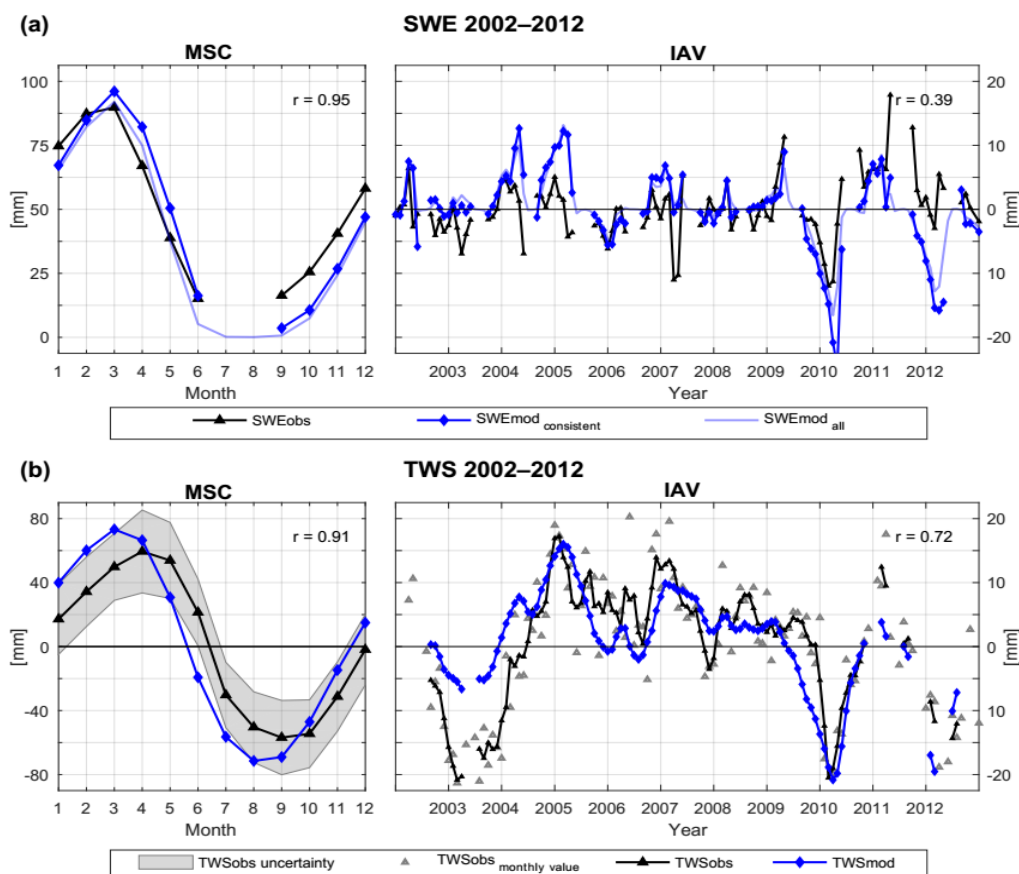 (a) SWE 2002–2012
MSC IAV
r = 0.95 r = 0.39
[mm] 100 75 50 25 0
20 10 0 10 20 [mm]
1 2 3 4 5 6 7 8 9 10 11 12
2003 2004 2005 2006 2007 2008 2009 2010 2011 2012
Month Year
SWEobs SWEmod consistent SWEmod all
(b) TWS 2002–2012
MSC IAV
r = 0.91 r = 0.72
[mm] 80 40 0 -40 -80
20 10 0 -10 -20 [mm]
1 2 3 4 5 6 7 8 9 10 11 12
2003 2004 2005 2006 2007 2008 2009 2010 2011 2012
Month Year
TWSobs uncertainty TWSobs monthly value TWSobs TWSmod